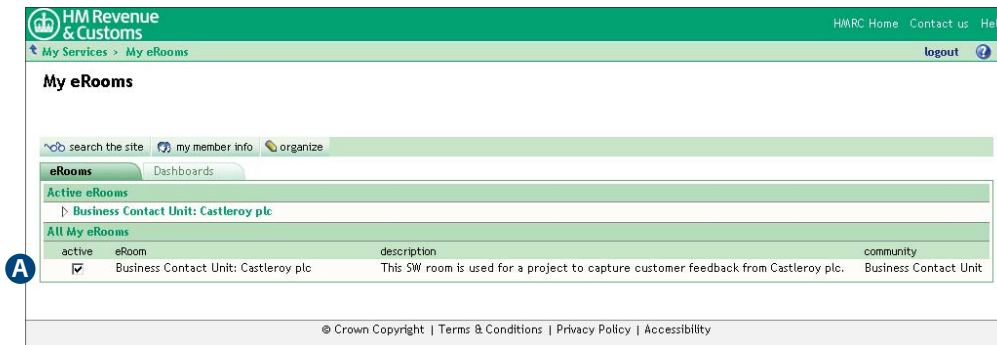 HM Revenue
& Customs
HMRC Home Contact us Hel
My Services > My eRooms
logout ?
My eRooms
search the site my member info organize
eRooms Dashboards
Active eRooms
Business Contact Unit: Castleroy plc
All My eRooms
active eRoom description community
A
Business Contact Unit: Castleroy plc This SW room is used for a project to capture customer feedback from Castleroy plc. Business Contact Unit
© Crown Copyright | Terms & Conditions | Privacy Policy | Accessibility